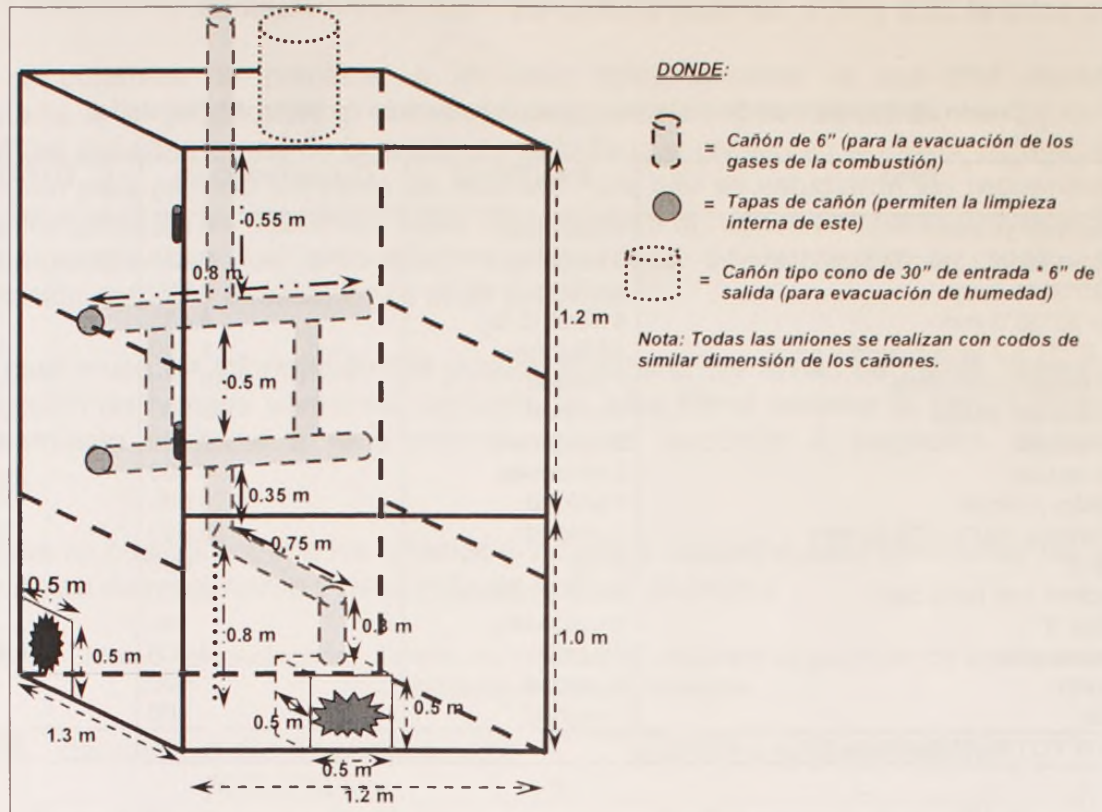 DONDE:
= Cañón de 6” (para la evacuación de los
gases de la combustión)
= Tapas de cañón (permiten la limpieza
interna de este)
= Cañón tipo cono de 30” de entrada * 6” de
salida (para evacuación de humedad)
Nota: Todas las uniones se realizan con codos de
similar dimensión de los cañones.
0.55 m
0.8 m
1.2 m
0.5 m
0.35 m
0.75 m
0.5 m
0.3 m
0.8 m
1.0 m
0.5 m
0.5 m
0.5 m
1.3 m
0.5 m
1.2 m